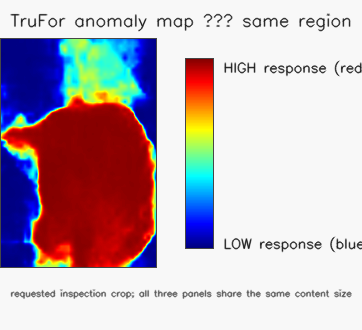 TruFor anomaly map ??? same region
HIGH response (red
LOW response (blue
requested inspection crop; all three panels share the same content size